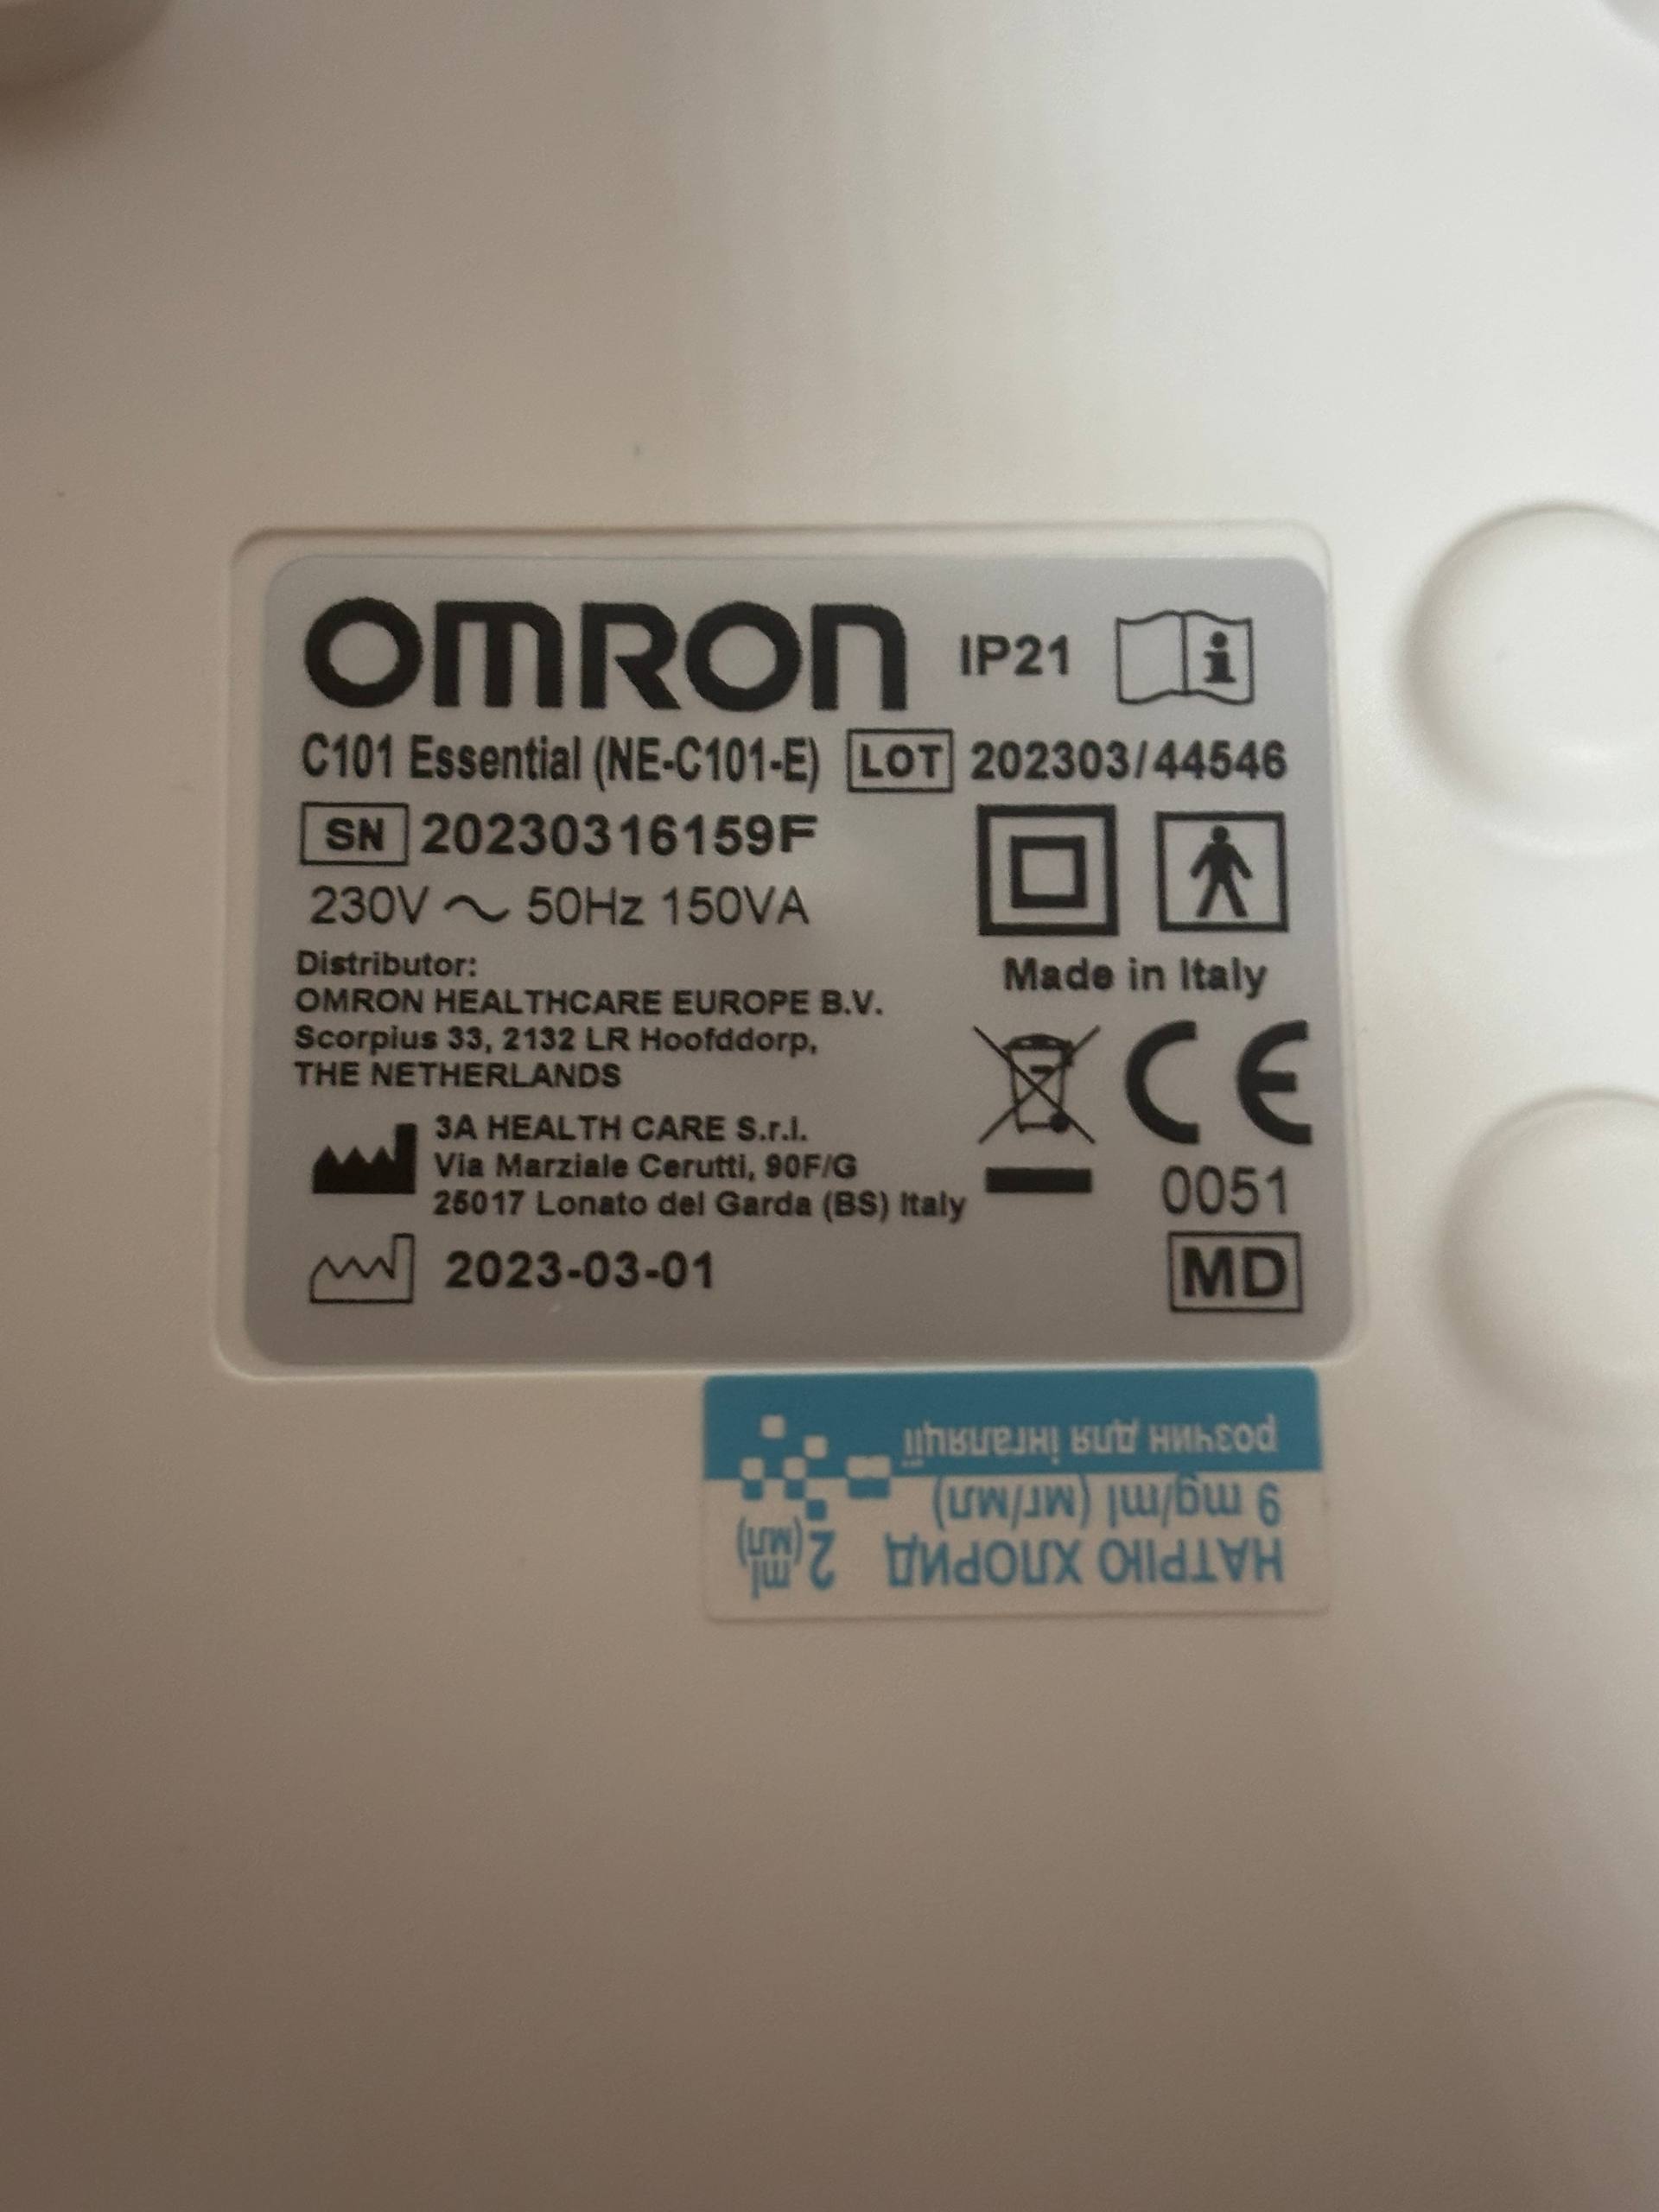 OMRON IP21
C101 Essential (NE-C101-E) LOT 202303/44546
SN 20230316159F
230V ~ 50Hz 150VA
Distributor:
OMRON HEALTHCARE EUROPE B.V.
Scorpius 33, 2132 LR Hoofddorp,
THE NETHERLANDS
Made in Italy
3A HEALTH CARE S.r.l.
Via Marziale Cerutti, 90F/G
25017 Lonato del Garda (BS) Italy
CE
0051
2023-03-01
MD
НАТРІЮ ХЛОРИД
9 mg/ml (мг/мл)
2 ml (мл)
розчин для інгаляцій